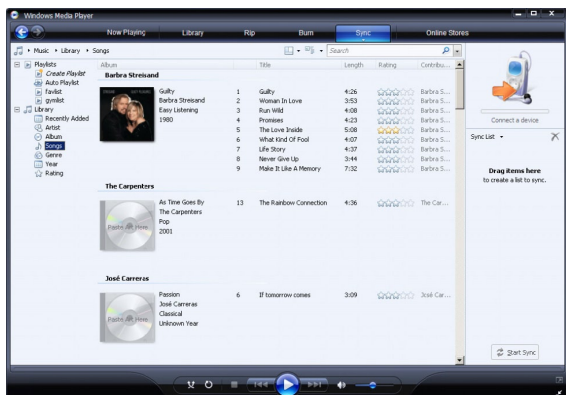 Windows Media Player
Now Playing Library Rip Burn Sync Online Stores
Music Library Songs Search
Playlists
Create Playlist
Auto Playlist
favlist
gymlist
Library
Recently Added
Artist
Album
Songs
Genre
Year
Rating
Album Title Length Rating Contribu...
Barbra Streisand
Guilty
Barbra Streisand
Easy Listening
1980
1 Guilty 4:26 Barbra S...
2 Woman In Love 3:53 Barbra S...
3 Run Wild 4:08 Barbra S...
4 Promises 4:23 Barbra S...
5 The Love Inside 5:08 Barbra S...
6 What Kind Of Fool 4:07 Barbra S...
7 Life Story 4:37 Barbra S...
8 Never Give Up 3:44 Barbra S...
9 Make It Like A Memory 7:32 Barbra S...
The Carpenters
Paste Art Here
As Time Goes By
The Carpenters
Pop
2001
13 The Rainbow Connection 4:36 The Car...
José Carreras
Paste Art Here
Passion
José Carreras
Classical
Unknown Year
6 If tomorrow comes 3:09 José Car...
Connect a device
Sync List
Drag items here
to create a list to sync.
Start Sync